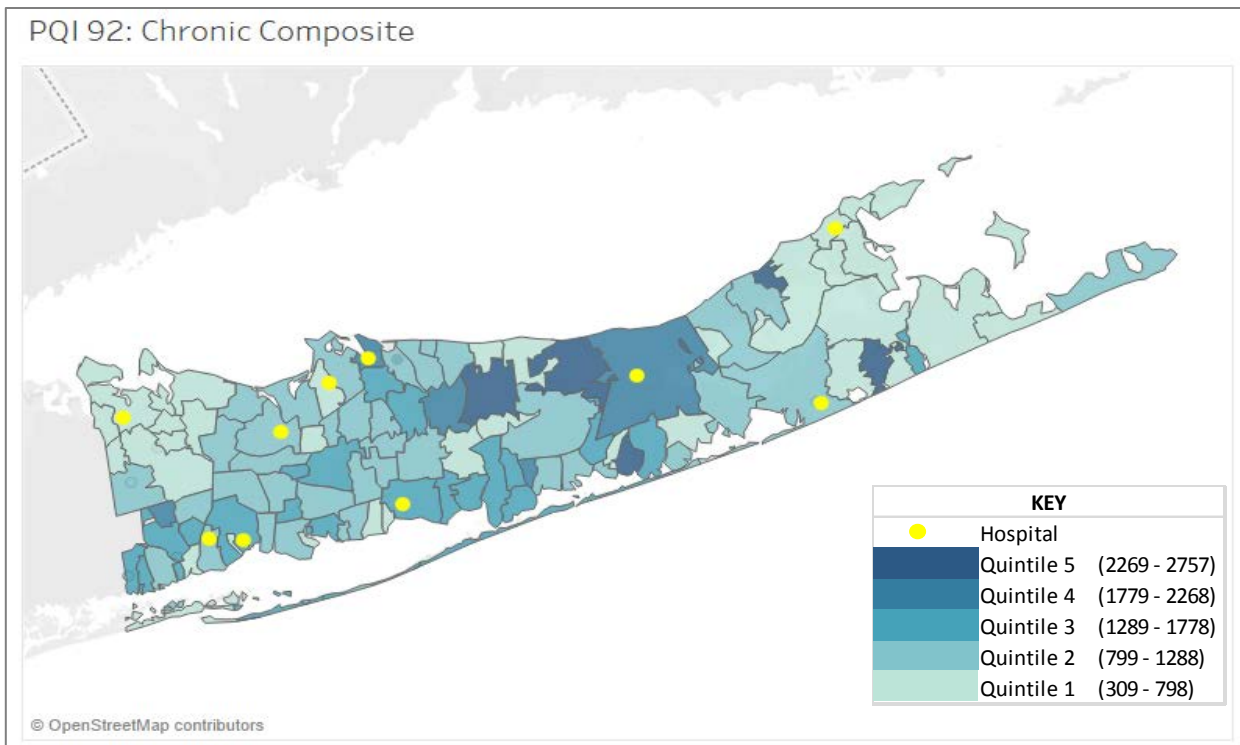 PQI 92: Chronic Composite
KEY
Hospital
Quintile 5 (2269 - 2757)
Quintile 4 (1779 - 2268)
Quintile 3 (1289 - 1778)
Quintile 2 (799 - 1288)
Quintile 1 (309 - 798)
© OpenStreetMap contributors